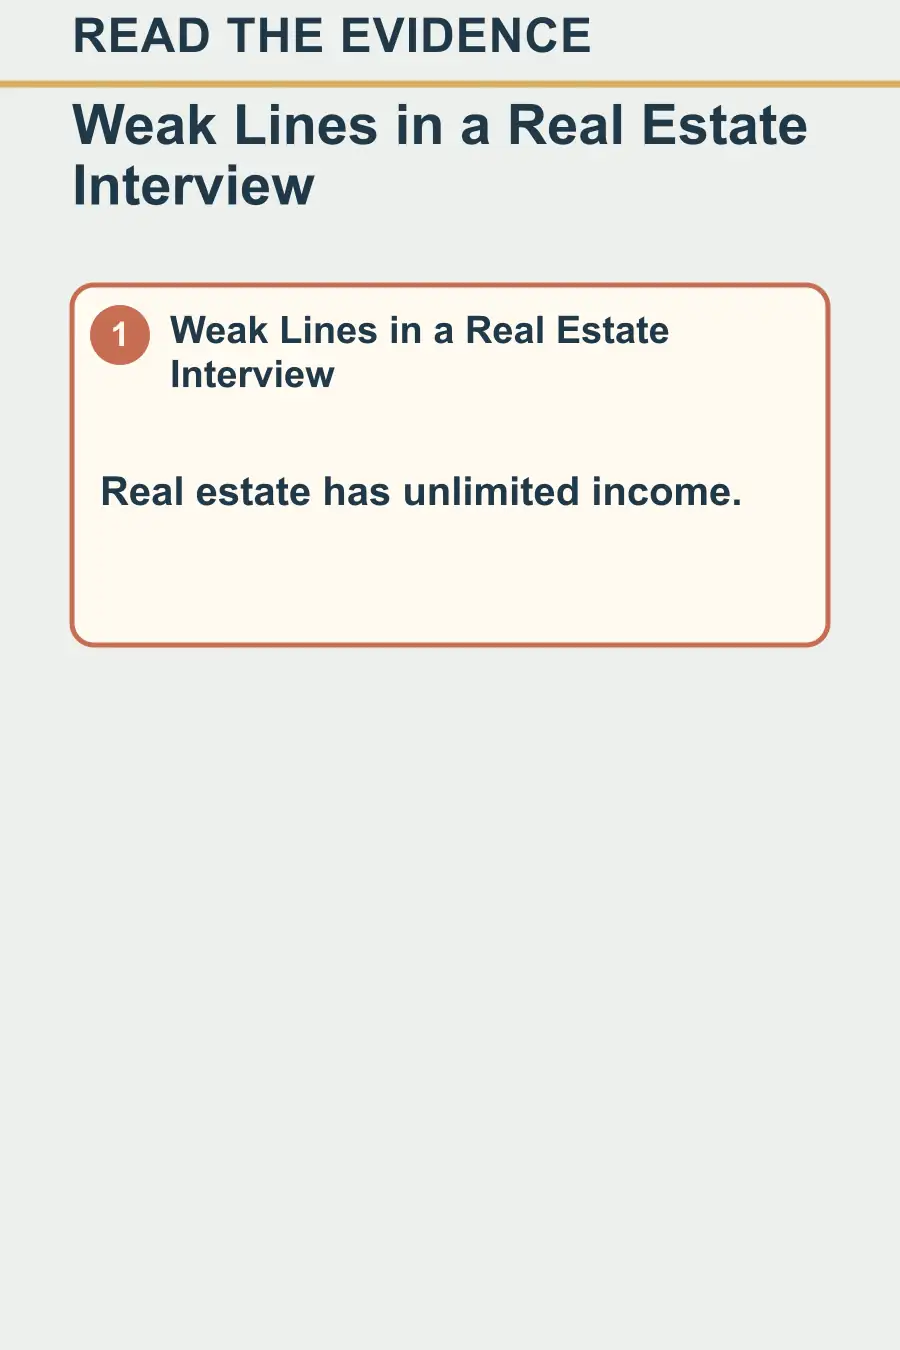 READ THE EVIDENCE
Weak Lines in a Real Estate
Interview
1
Weak Lines in a Real Estate
Interview
Real estate has unlimited income.